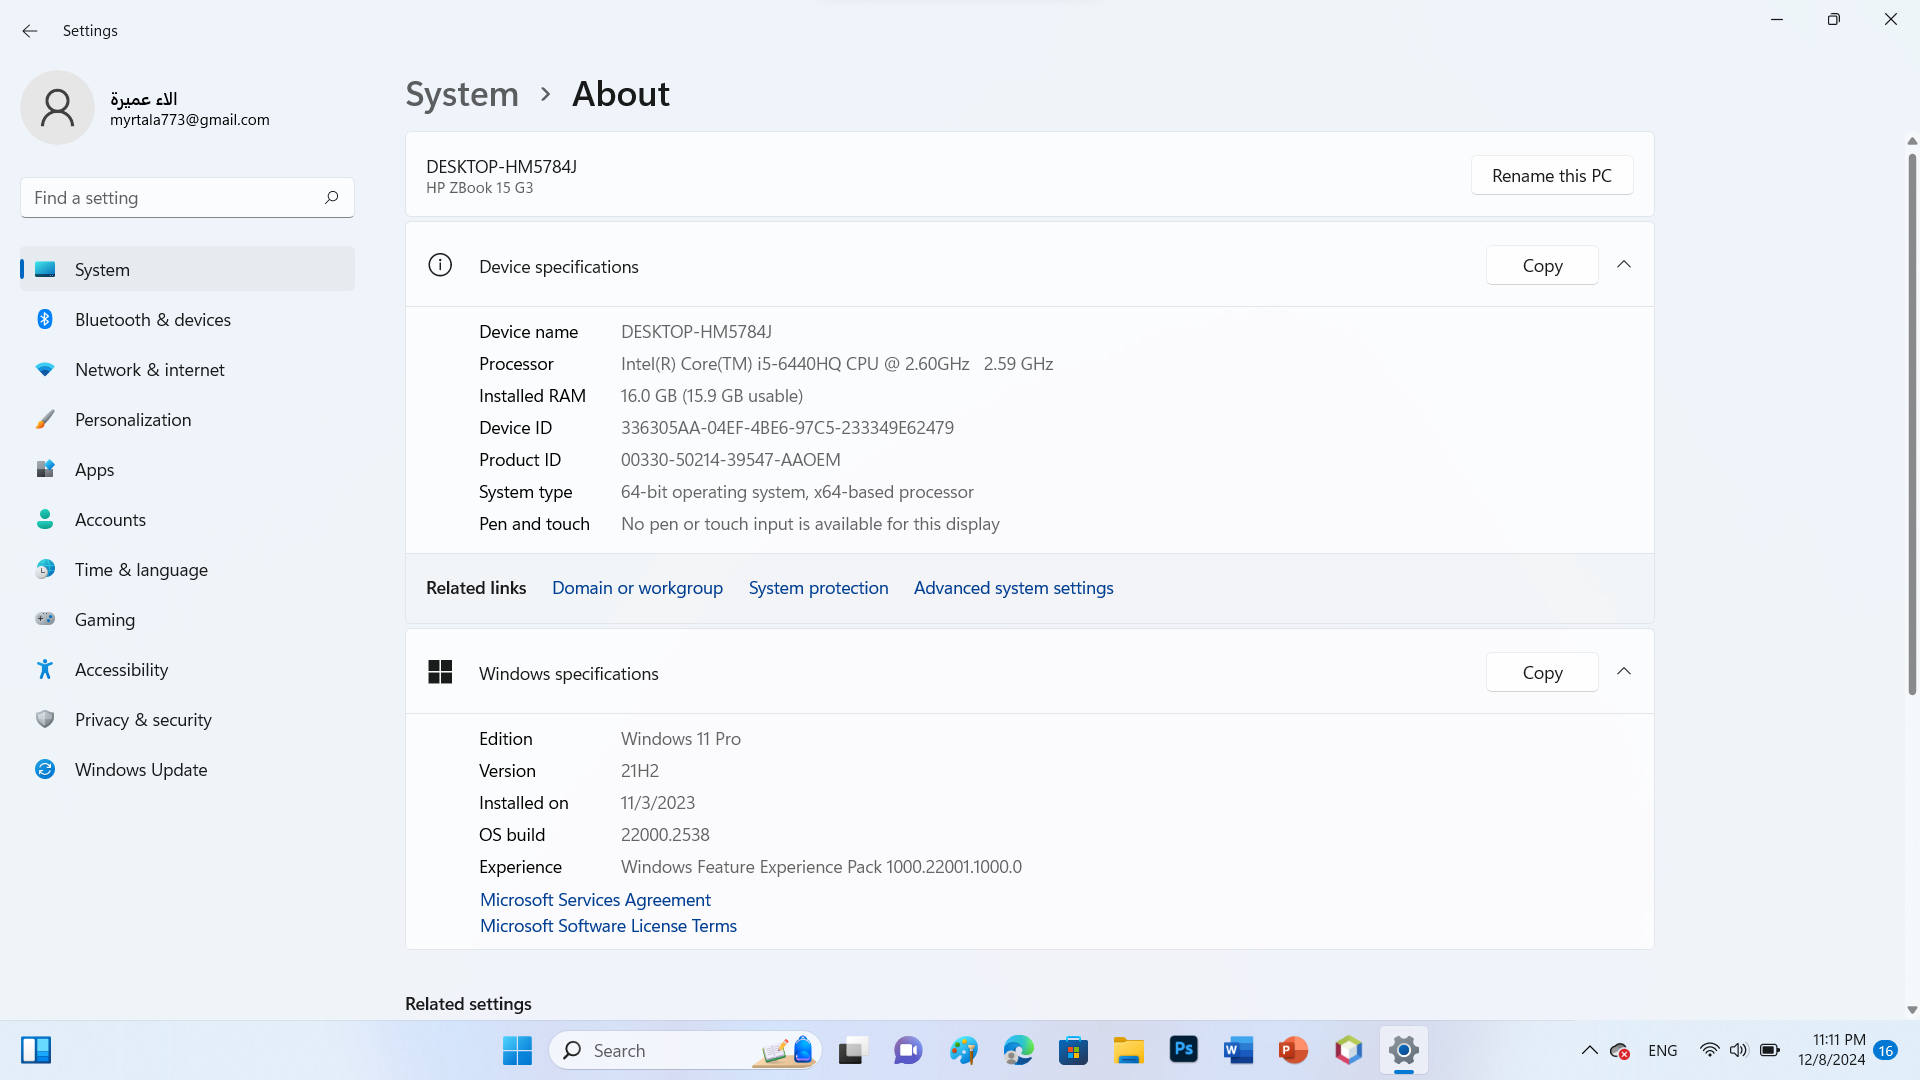 Settings
الاء عميرة
myrtala773@gmail.com
Find a setting
System
Bluetooth & devices
Network & internet
Personalization
Apps
Accounts
Time & language
Gaming
Accessibility
Privacy & security
Windows Update
System › About
DESKTOP-HM5784J
HP ZBook 15 G3
Rename this PC
Device specifications
Copy
Device name DESKTOP-HM5784J
Processor Intel(R) Core(TM) i5-6440HQ CPU @ 2.60GHz 2.59 GHz
Installed RAM 16.0 GB (15.9 GB usable)
Device ID 336305AA-04EF-4BE6-97C5-233349E62479
Product ID 00330-50214-39547-AAOEM
System type 64-bit operating system, x64-based processor
Pen and touch No pen or touch input is available for this display
Related links Domain or workgroup System protection Advanced system settings
Windows specifications
Copy
Edition Windows 11 Pro
Version 21H2
Installed on 11/3/2023
OS build 22000.2538
Experience Windows Feature Experience Pack 1000.22001.1000.0
Microsoft Services Agreement
Microsoft Software License Terms
Related settings
Search
Ps
W
P
ENG
11:11 PM
12/8/2024
16